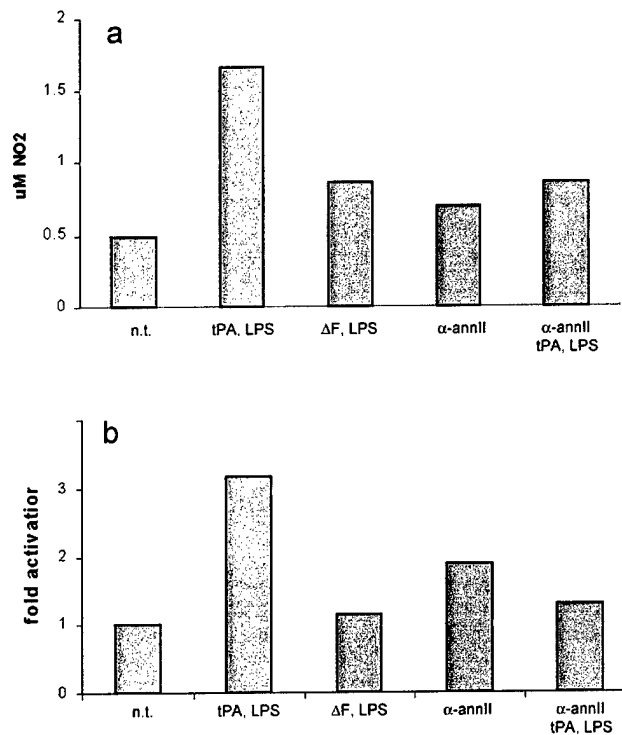 a
2
1.5
1
0.5
0
uM NO2
n.t.
tPA, LPS
ΔF, LPS
α-annII
α-annII
tPA, LPS
b
3
2
1
0
fold activatior
n.t.
tPA, LPS
ΔF, LPS
α-annII
α-annII
tPA, LPS